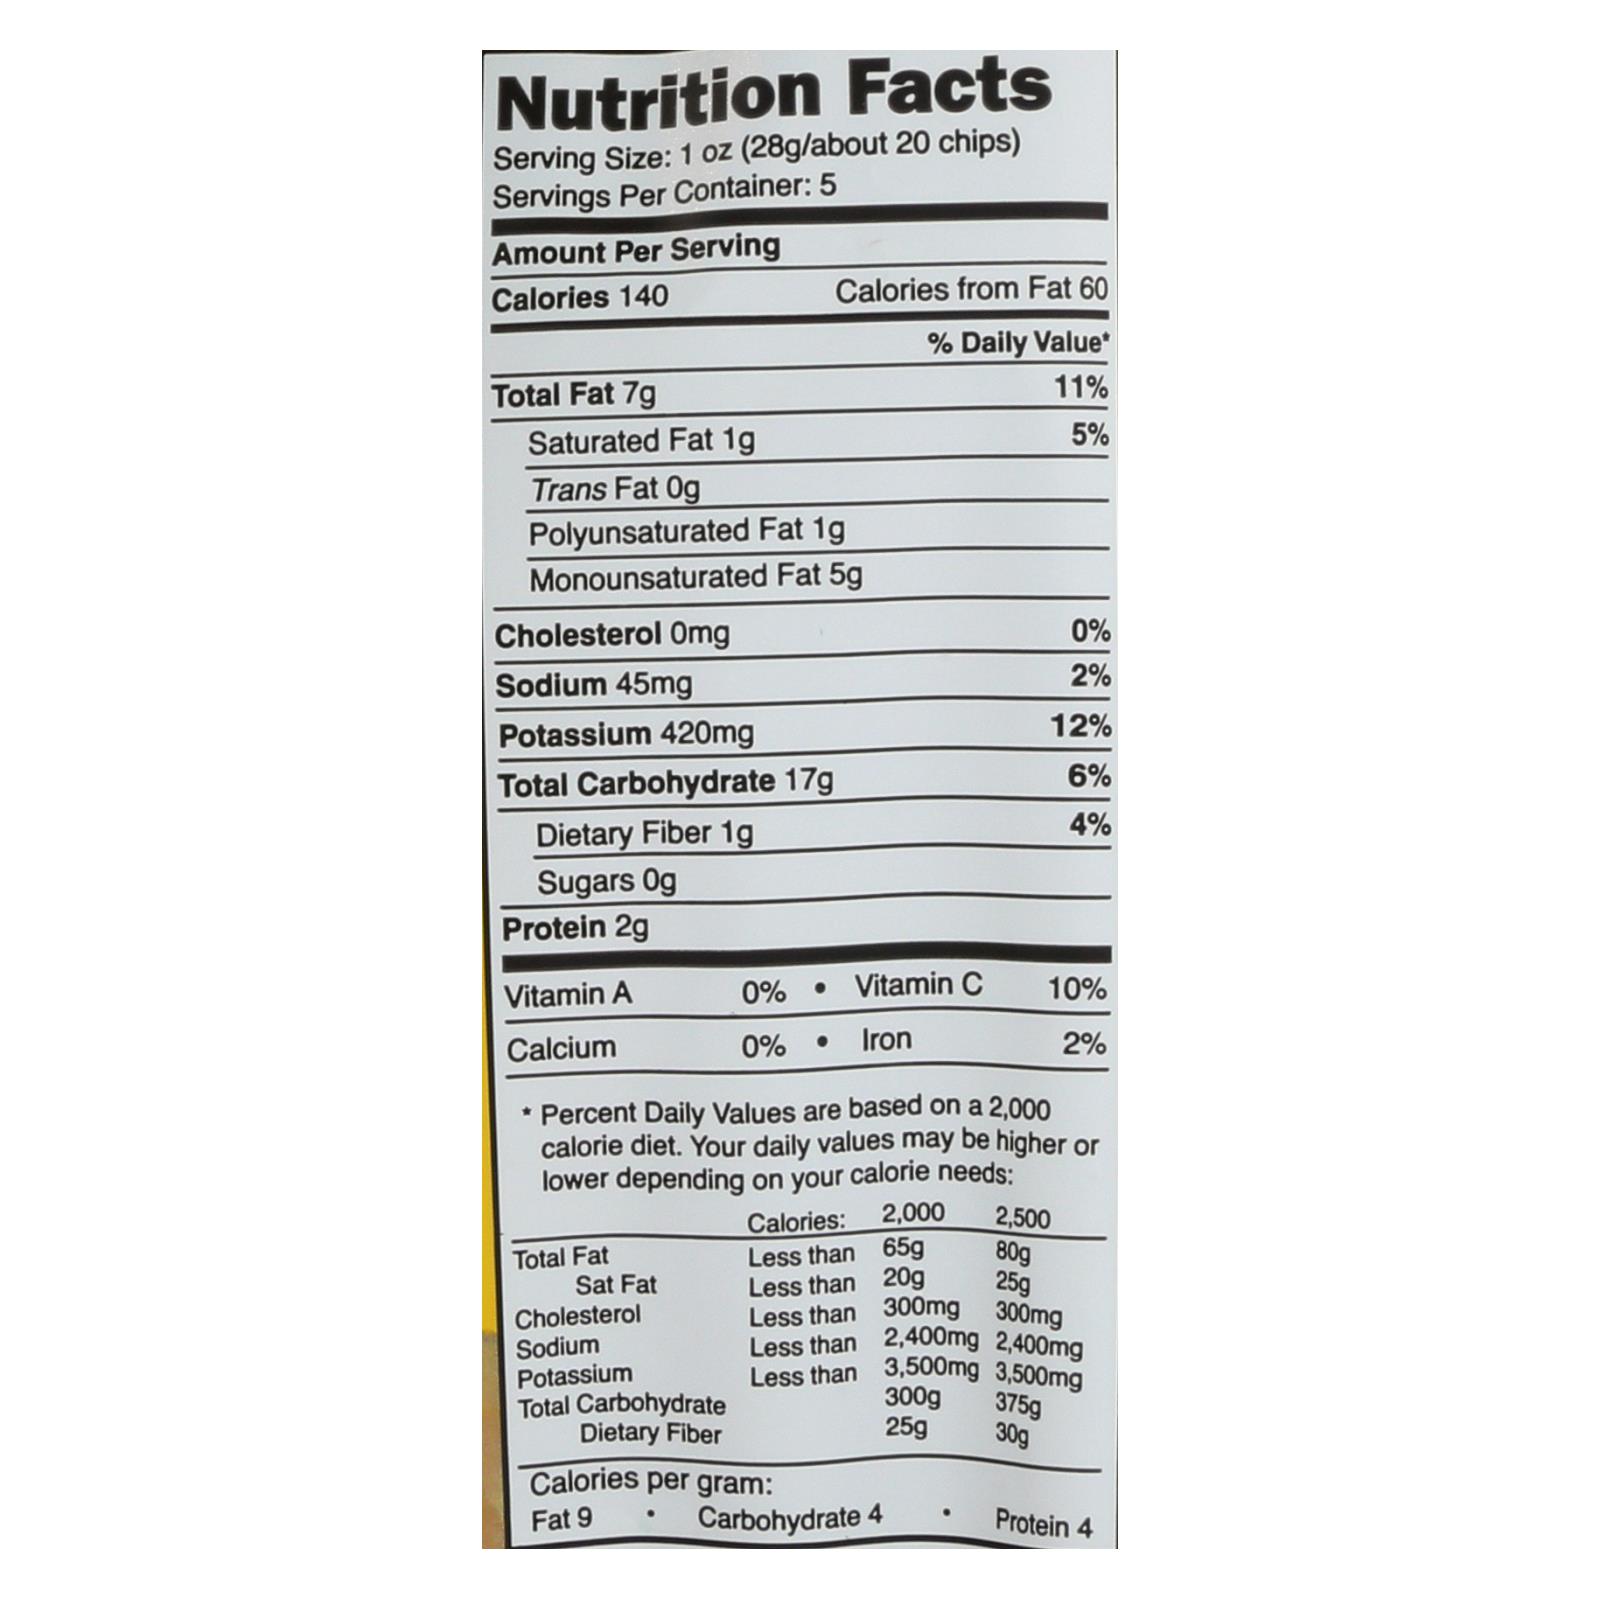 Nutrition Facts
Serving Size: 1 oz (28g/about 20 chips)
Servings Per Container: 5
Amount Per Serving
Calories 140 Calories from Fat 60
% Daily Value*
Total Fat 7g 11%
Saturated Fat 1g 5%
Trans Fat 0g
Polyunsaturated Fat 1g
Monounsaturated Fat 5g
Cholesterol 0mg 0%
Sodium 45mg 2%
Potassium 420mg 12%
Total Carbohydrate 17g 6%
Dietary Fiber 1g 4%
Sugars 0g
Protein 2g
Vitamin A 0% • Vitamin C 10%
Calcium 0% • Iron 2%
* Percent Daily Values are based on a 2,000
calorie diet. Your daily values may be higher or
lower depending on your calorie needs:
Calories: 2,000 2,500
Total Fat Less than 65g 80g
Sat Fat Less than 20g 25g
Cholesterol Less than 300mg 300mg
Sodium Less than 2,400mg 2,400mg
Potassium Less than 3,500mg 3,500mg
Total Carbohydrate 300g 375g
Dietary Fiber 25g 30g
Calories per gram:
Fat 9 • Carbohydrate 4 • Protein 4